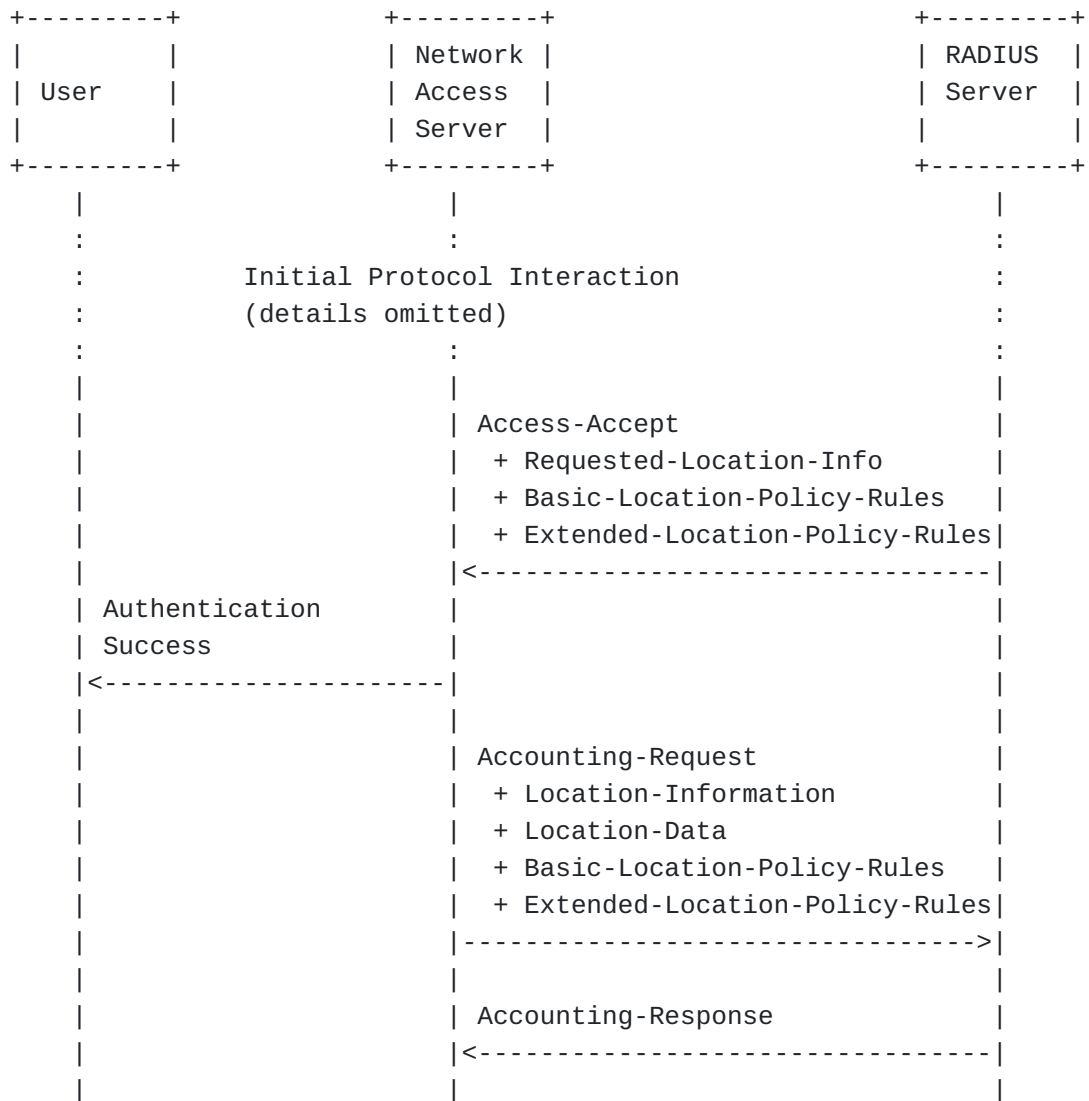 +---------+             +---------+                       +---------+
|         |             | Network |                       | RADIUS  |
| User    |             | Access  |                       | Server  |
|         |             | Server  |                       |         |
+---------+             +---------+                       +---------+
    |                       |                                  |
    :                       :                                  :
    :          Initial Protocol Interaction                    :
    :          (details omitted)                               :
    :                       :                                  :
    |                       |                                  |
    |                       | Access-Accept                    |
    |                       |  + Requested-Location-Info       |
    |                       |  + Basic-Location-Policy-Rules   |
    |                       |  + Extended-Location-Policy-Rules|
    |                       |<---------------------------------|
    | Authentication        |                                  |
    | Success               |                                  |
    |<----------------------|                                  |
    |                       |                                  |
    |                       | Accounting-Request               |
    |                       |  + Location-Information          |
    |                       |  + Location-Data                 |
    |                       |  + Basic-Location-Policy-Rules   |
    |                       |  + Extended-Location-Policy-Rules|
    |                       |--------------------------------->|
    |                       |                                  |
    |                       | Accounting-Response              |
    |                       |<---------------------------------|
    |                       |                                  |